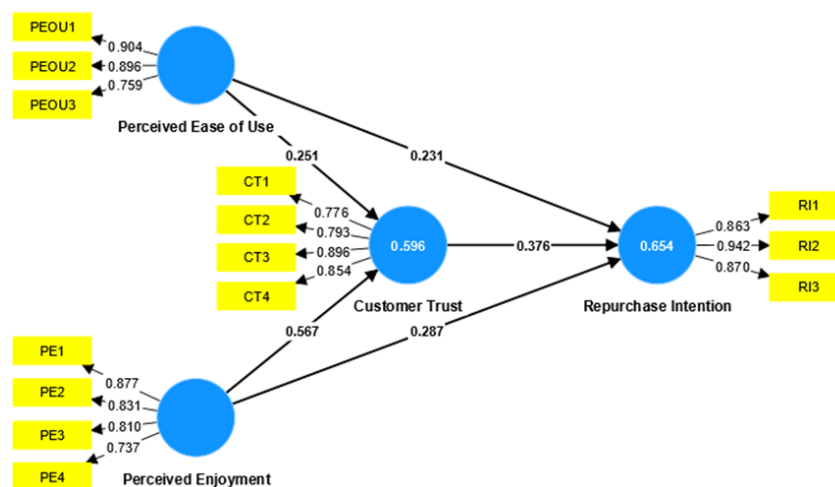 PEOU1
0.904
PEOU2
0.896
PEOU3
0.759
Perceived Ease of Use
0.251
0.231
CT1
0.776
CT2
0.793
CT3
0.896
CT4
0.854
0.596
Customer Trust
0.376
0.654
Repurchase Intention
RI1
0.863
RI2
0.942
RI3
0.870
0.567
0.287
PE1
0.877
PE2
0.831
PE3
0.810
PE4
0.737
Perceived Enjoyment